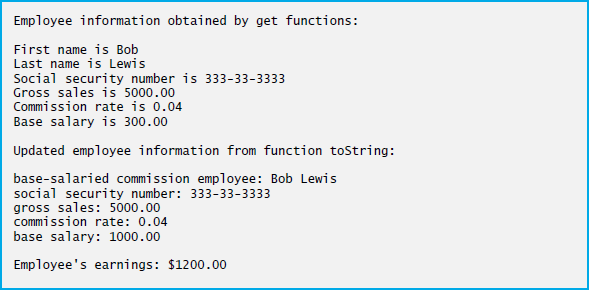 Employee information obtained by get functions:
First name is Bob
Last name is Lewis
Social security number is 333-33-3333
Gross sales is 5000.00
Commission rate is 0.04
Base salary is 300.00
Updated employee information from function toString:
base-salaried commission employee: Bob Lewis
social security number: 333-33-3333
gross sales: 5000.00
commission rate: 0.04
base salary: 1000.00
Employee's earnings: $1200.00